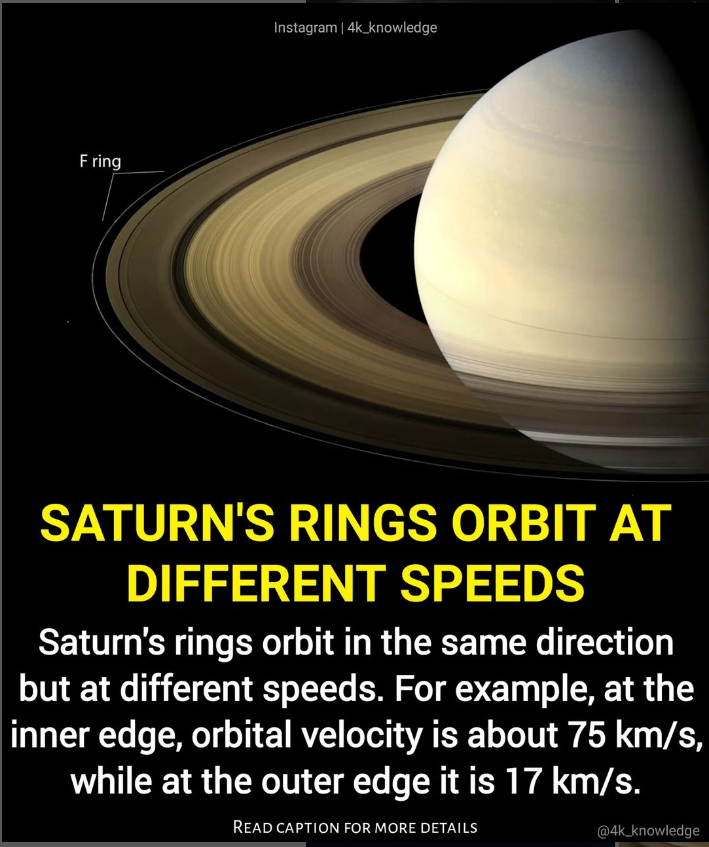 Instagram | 4k_knowledge
F ring
SATURN'S RINGS ORBIT AT
DIFFERENT SPEEDS
Saturn's rings orbit in the same direction
but at different speeds. For example, at the
inner edge, orbital velocity is about 75 km/s,
while at the outer edge it is 17 km/s.
READ CAPTION FOR MORE DETAILS
@4k_knowledge